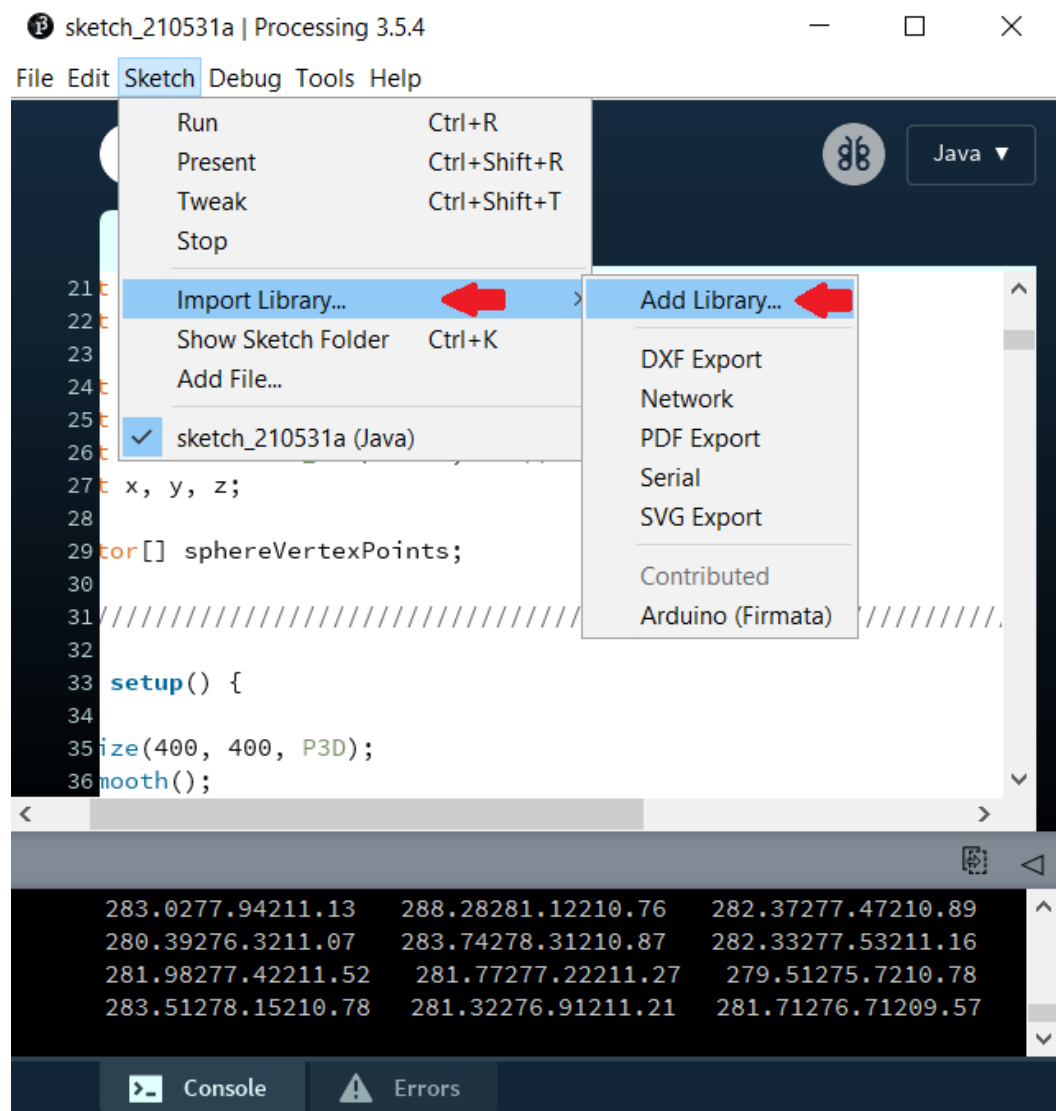 sketch_210531a | Processing 3.5.4
File Edit Sketch Debug Tools Help
Run Ctrl+R
Present Ctrl+Shift+R
Tweak Ctrl+Shift+T
Stop
Import Library...
Show Sketch Folder Ctrl+K
Add File...
sketch_210531a (Java)
Add Library...
DXF Export
Network
PDF Export
Serial
SVG Export
Contributed
Arduino (Firmata)
Java ▼
21 t
22 t
23
24 t
25 t
26 t
27 t x, y, z;
28
29 tor[] sphereVertexPoints;
30
31 //////////////////////////////////////////
32
33 setup() {
34
35 ize(400, 400, P3D);
36 mooth();
283.0277.94211.13 288.28281.12210.76 282.37277.47210.89
280.39276.3211.07 283.74278.31210.87 282.33277.53211.16
281.98277.42211.52 281.77277.22211.27 279.51275.7210.78
283.51278.15210.78 281.32276.91211.21 281.71276.71209.57
Console Errors